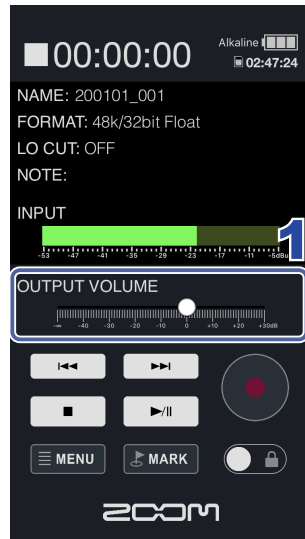 00:00:00
Alkaline
02:47:24
NAME: 200101_001
FORMAT: 48k/32bit Float
LO CUT: OFF
NOTE:
INPUT
1
-53 -47 -41 -35 -29 -23 -17 -11 -5dBu
OUTPUT VOLUME
-∞ -40 -30 -20 -10 0 +10 +20 +30dB
MENU
MARK
ZOOM